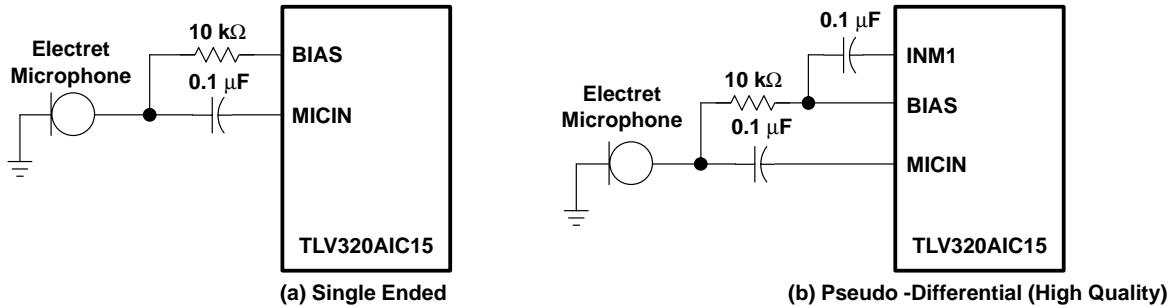 10 kΩ
Electret
Microphone
0.1 μF
BIAS
MICIN
TLV320AIC15
(a) Single Ended
0.1 μF
INM1
10 kΩ
Electret
Microphone
0.1 μF
BIAS
MICIN
TLV320AIC15
(b) Pseudo -Differential (High Quality)